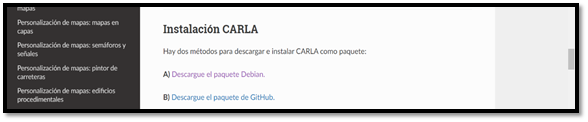 mapas
Personalización de mapas: mapas en
capas
Personalización de mapas: semáforos y
señales
Personalización de mapas: pintor de
carreteras
Personalización de mapas: edificios
procedimentales
Instalación CARLA
Hay dos métodos para descargar e instalar CARLA como paquete:
A) Descargue el paquete Debian.
B) Descargue el paquete de GitHub.